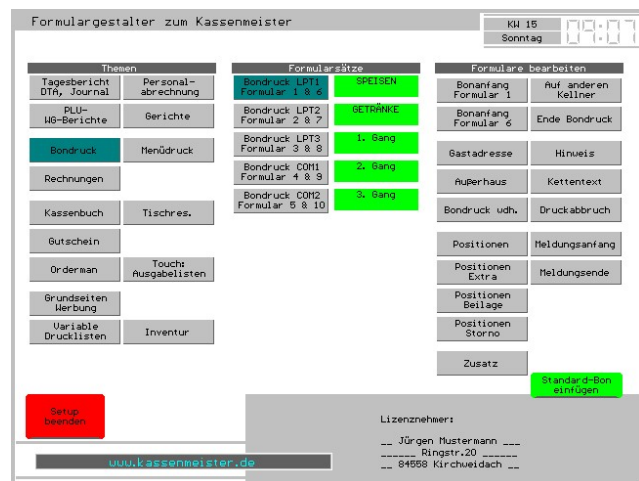 Formulargestalter zum Kassenmeister
KW 15
Sonntag
09:07
Themen
Formularsätze
Formulare bearbeiten
Tagesbericht
DTA, Journal
Personal-
abrechnung
PLU-
WG-Berichte
Gerichte
Bondruck
Menüdruck
Rechnungen
Kassenbuch
Tischres.
Gutschein
Orderman
Touch:
Ausgabelisten
Grundseiten
Werbung
Variable
Drucklisten
Inventur
Bondruck LPT1
Formular 1 & 6
SPEISEN
Bondruck LPT2
Formular 2 & 7
GETRÄNKE
Bondruck LPT3
Formular 3 & 8
1. Gang
Bondruck COM1
Formular 4 & 9
2. Gang
Bondruck COM2
Formular 5 & 10
3. Gang
Bonanfang
Formular 1
Auf anderen
Kellner
Bonanfang
Formular 6
Ende Bondruck
Gastadresse
Hinweis
Außerhaus
Kettentext
Bondruck wdh.
Druckabbruch
Positionen
Meldungsanfang
Positionen
Extra
Meldungsende
Positionen
Beilage
Positionen
Storno
Zusatz
Standard-Bon
einfügen
Setup
beenden
www.kassenmeister.de
Lizenznehmer:
__ Jürgen Mustermann ___
______ Ringstr.20 ______
__ 84558 Kirchweidach __